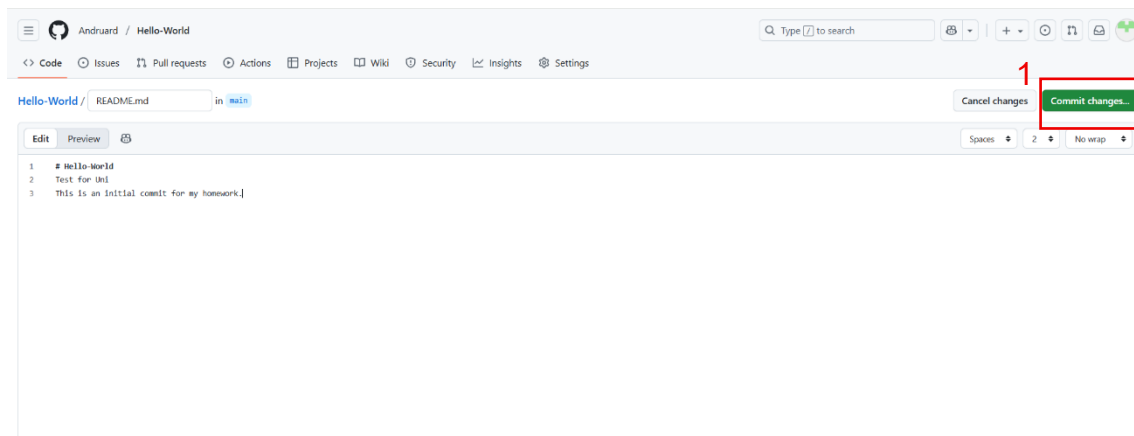 Andruard / Hello-World
Type / to search
<> Code Issues Pull requests Actions Projects Wiki Security Insights Settings
1
Hello-World / README.md in main
Cancel changes Commit changes...
Edit Preview
Spaces 2 No wrap
1 # Hello-World
2 Test for Uni
3 This is an initial commit for my homework.